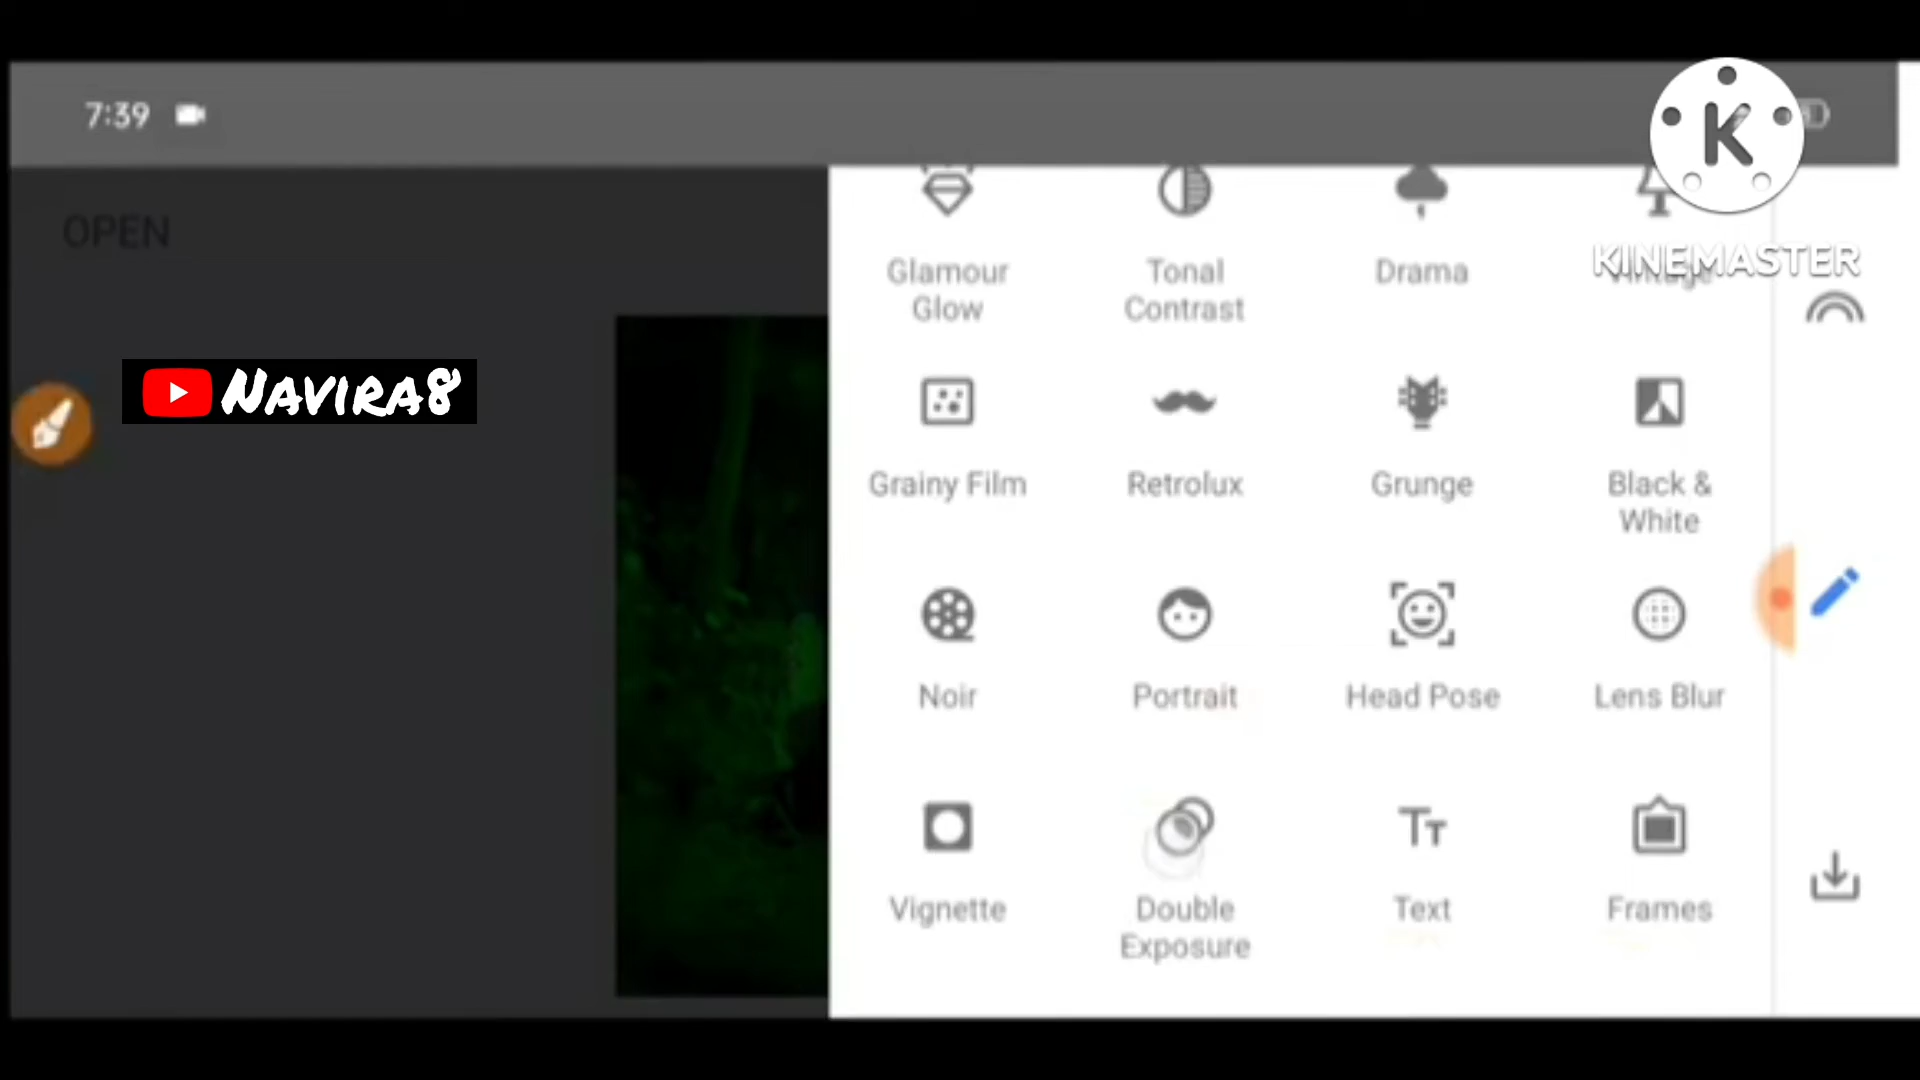 7:39
K
KINEMASTER
OPEN
Glamour Glow
Tonal Contrast
Drama
Vintage
Navira8
Grainy Film
Retrolux
Grunge
Black & White
Noir
Portrait
Head Pose
Lens Blur
Vignette
Double Exposure
Text
Frames